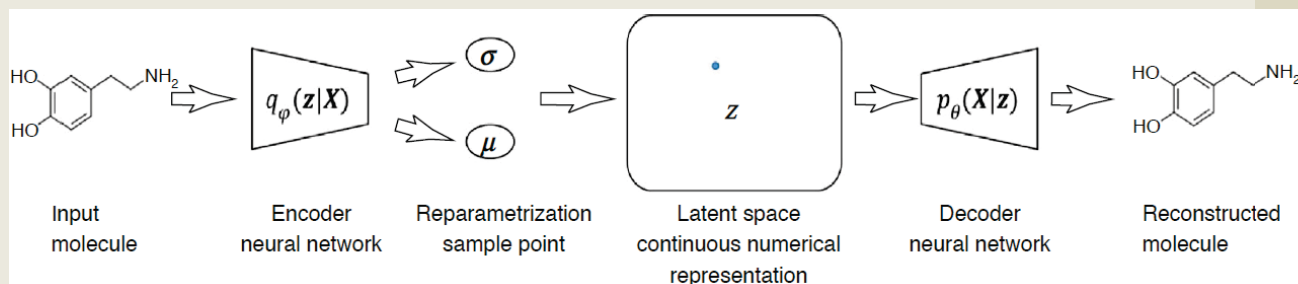 HO
HO
NH2
qφ(z|X)
σ
μ
z
pθ(X|z)
HO
HO
NH2
Input
molecule
Encoder
neural network
Reparametrization
sample point
Latent space
continuous numerical
representation
Decoder
neural network
Reconstructed
molecule